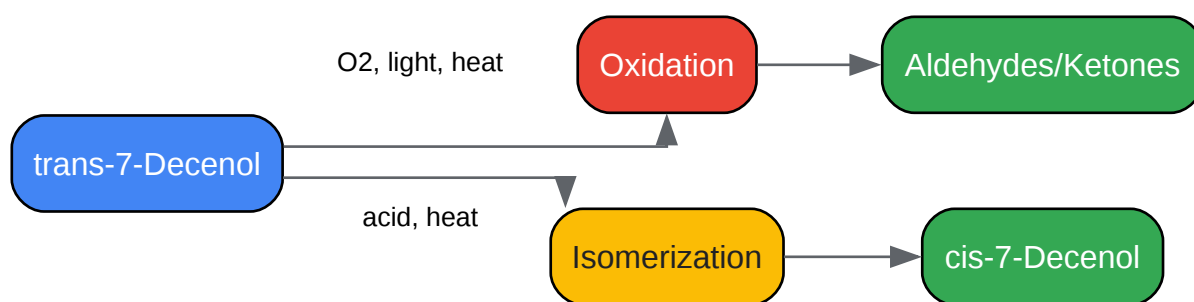 O2, light, heat
Oxidation
Aldehydes/Ketones
trans-7-Decenol
acid, heat
Isomerization
cis-7-Decenol